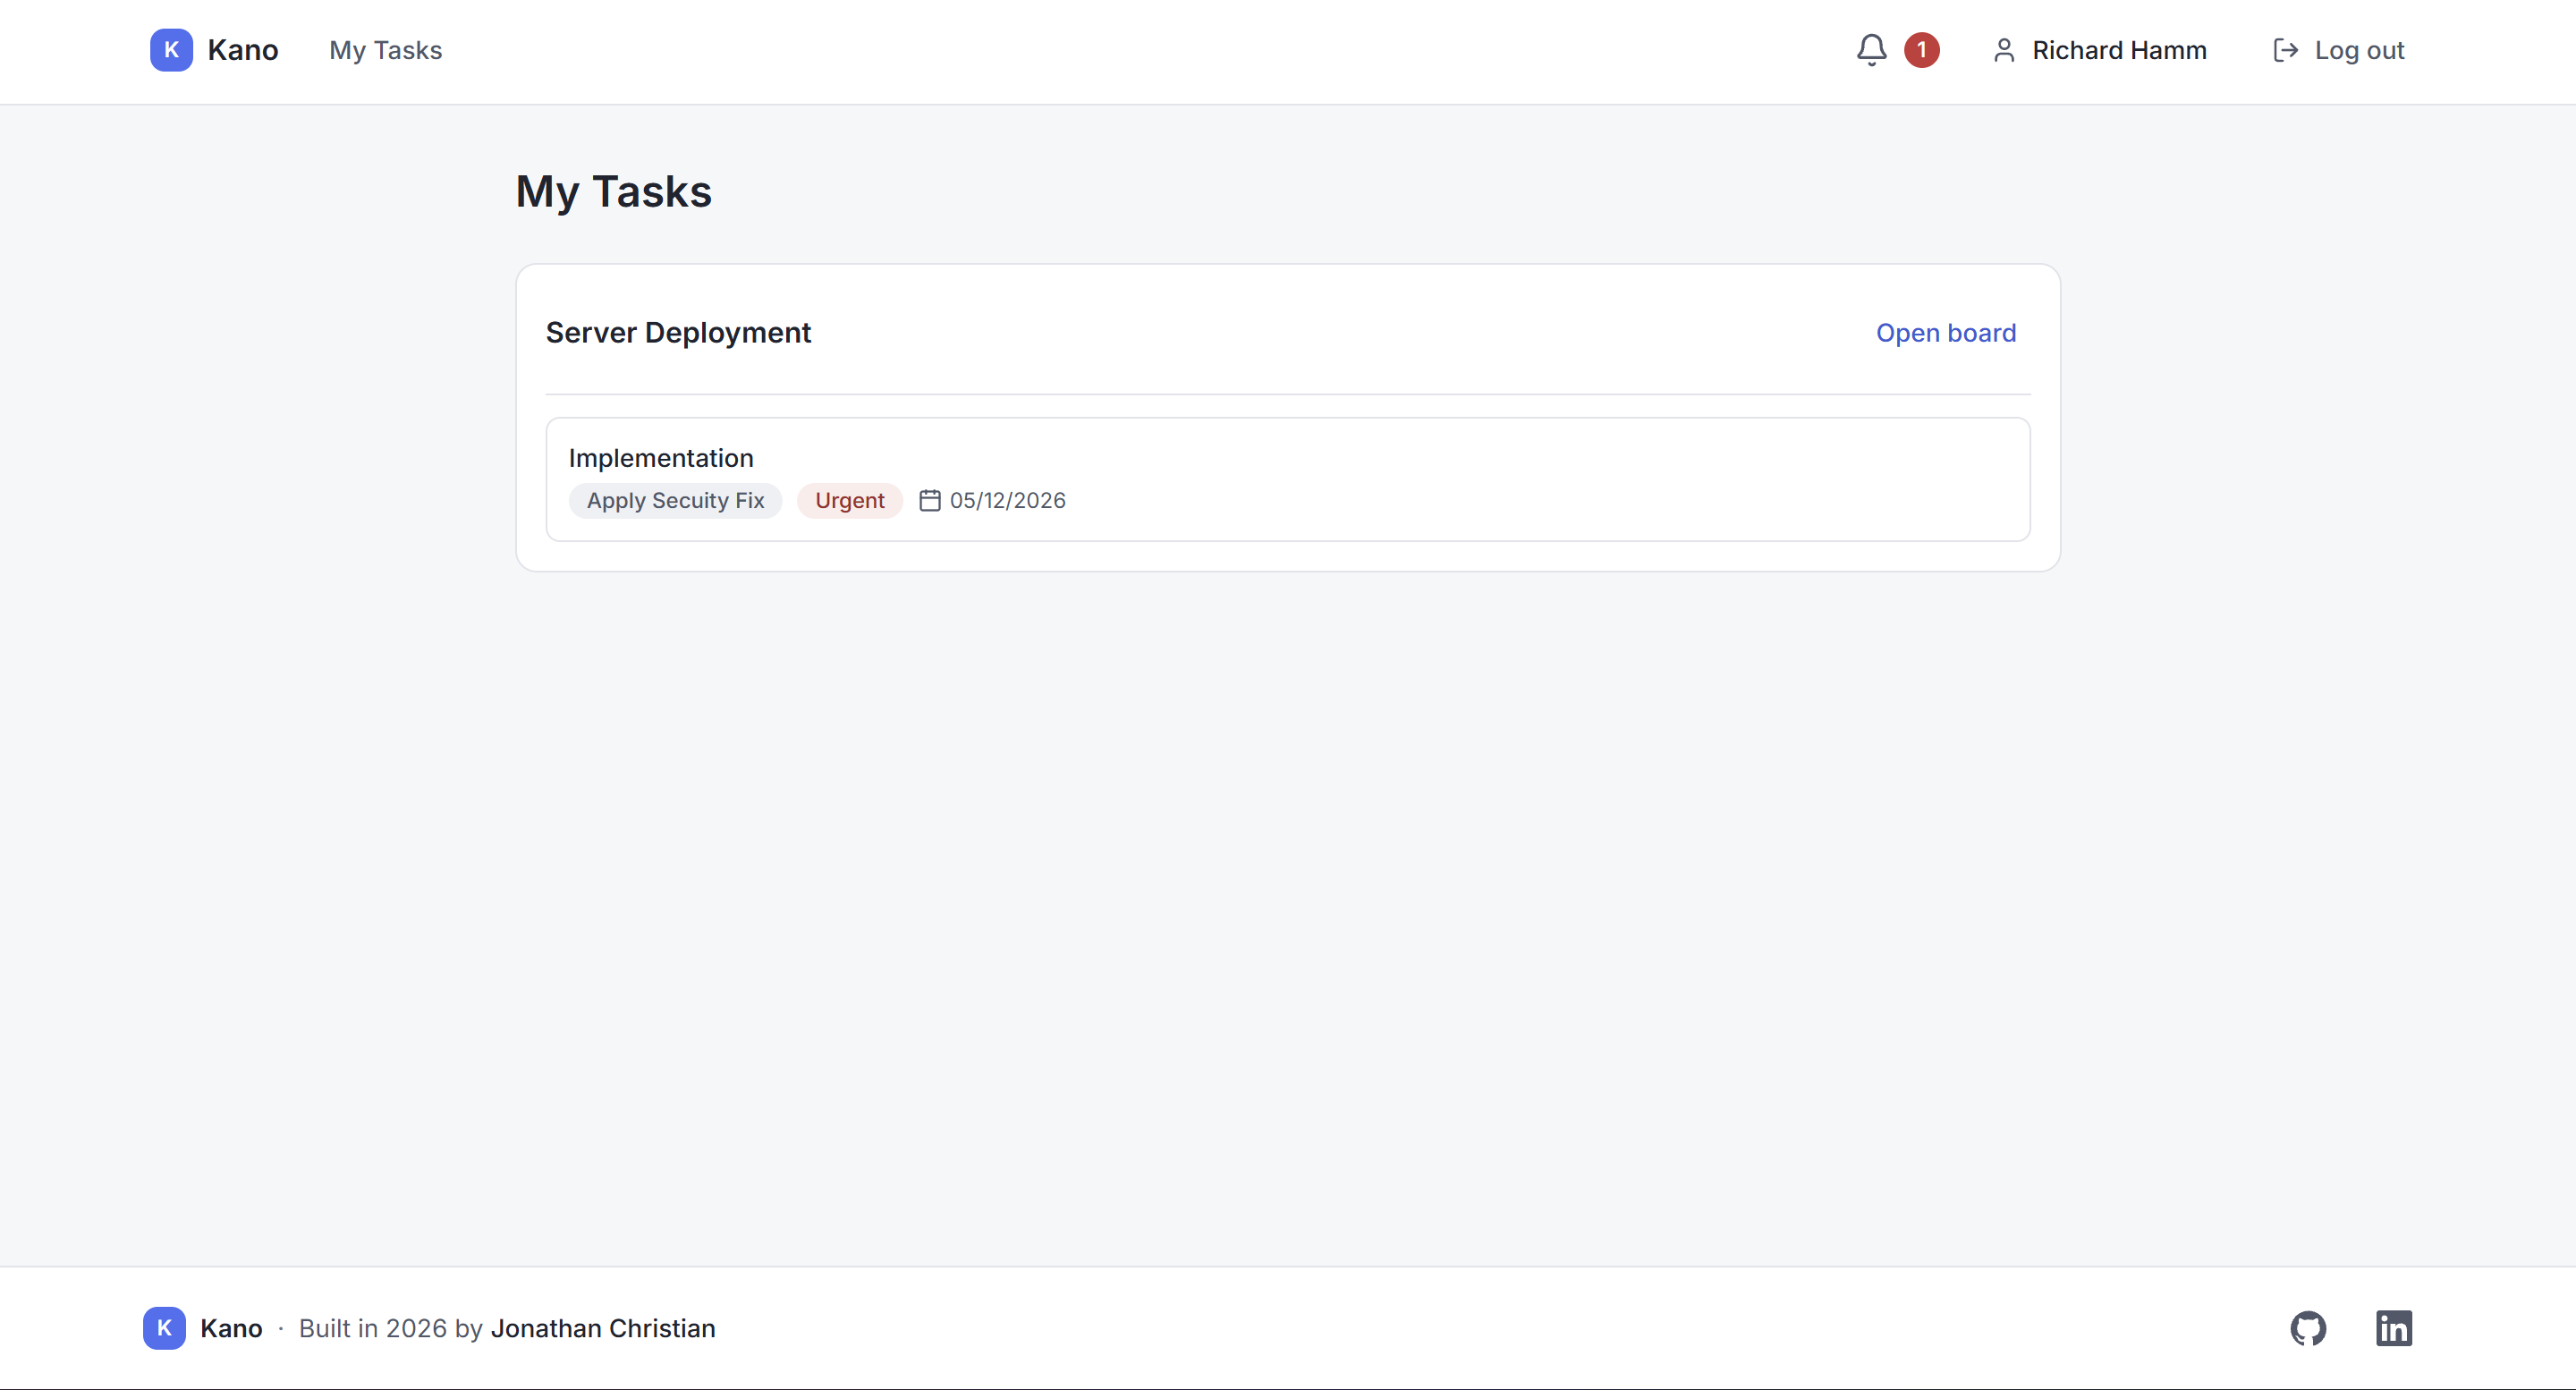 K Kano My Tasks 1 Richard Hamm Log out
My Tasks
Server Deployment Open board
Implementation
Apply Secuity Fix Urgent 05/12/2026
K Kano · Built in 2026 by Jonathan Christian in